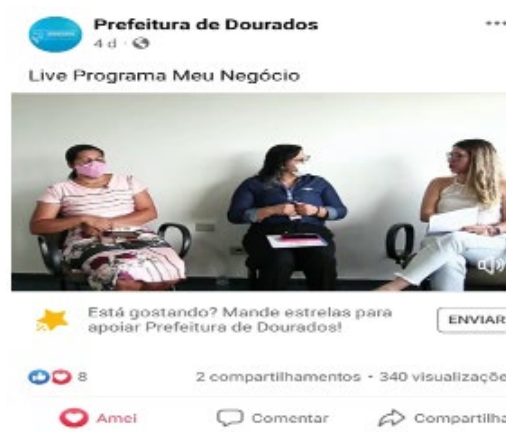 Prefeitura de Dourados
4 d
Live Programa Meu Negócio
Está gostando? Mande estrelas para
apoiar Prefeitura de Dourados!
ENVIAR
8
2 compartilhamentos • 340 visualizaçõe
Amei
Comentar
Compartilha